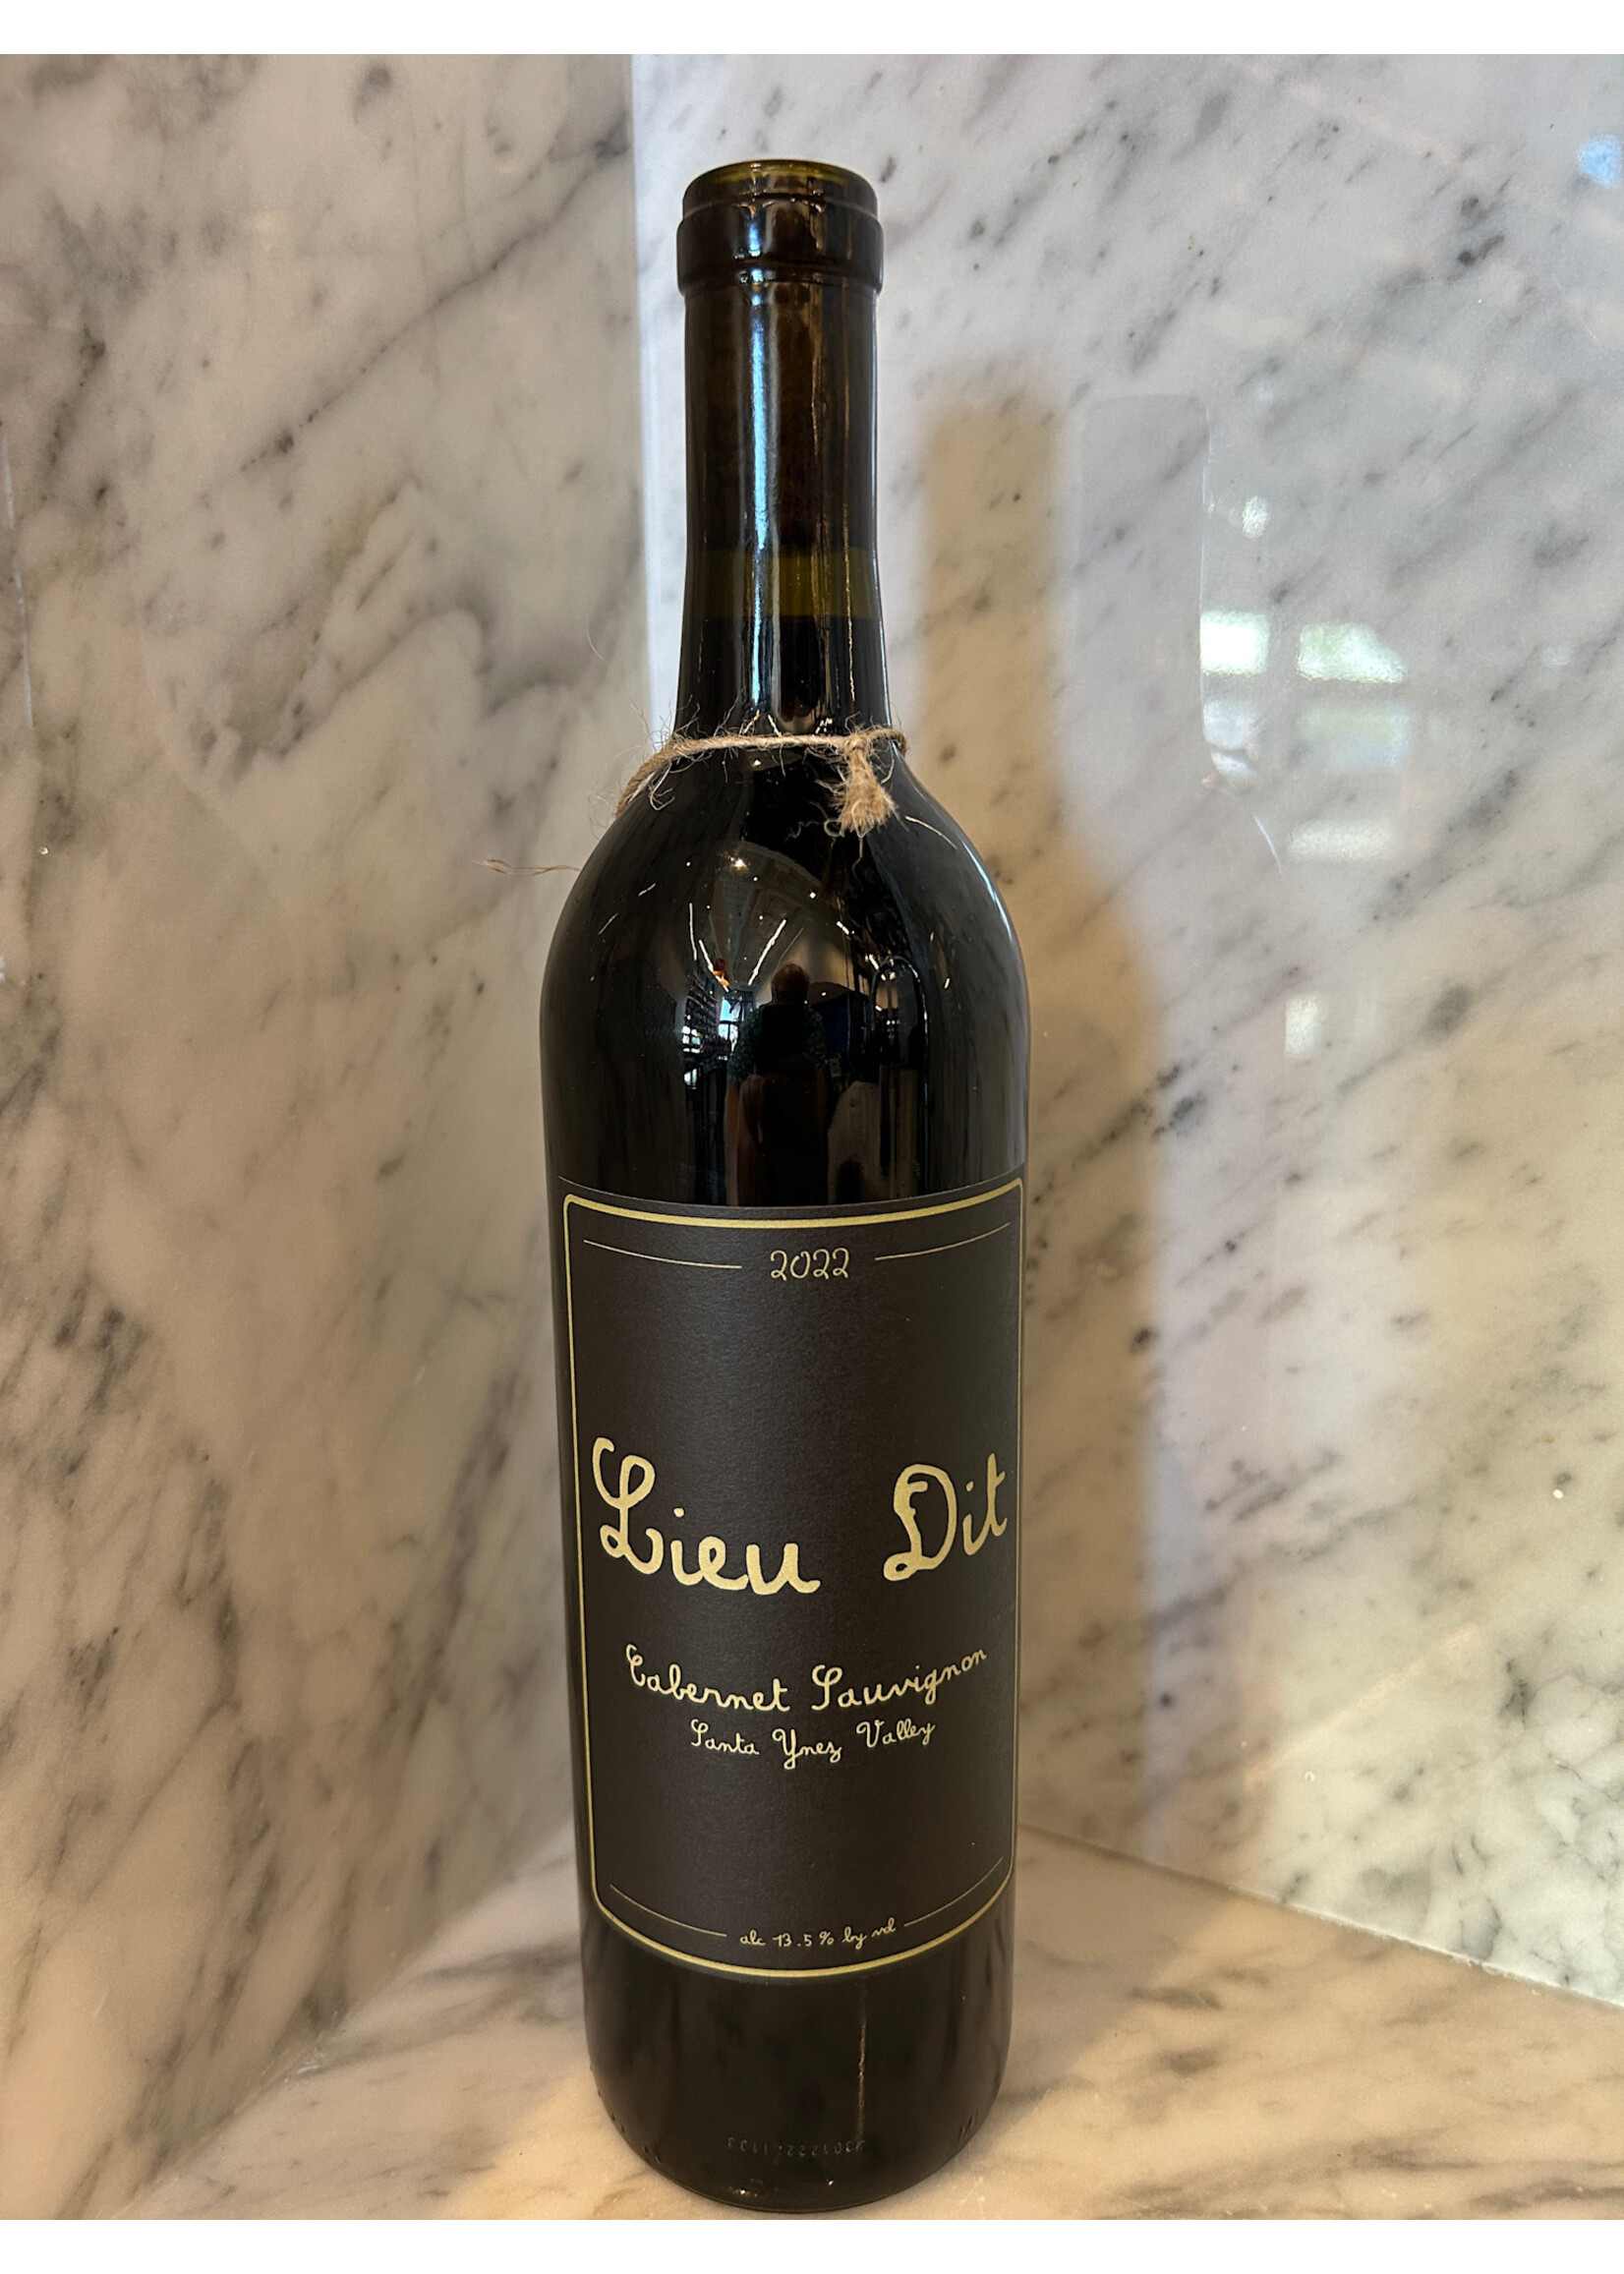 2022
Lieu Dit
Cabernet Sauvignon
Santa Ynez Valley
alc 13.5% by vol